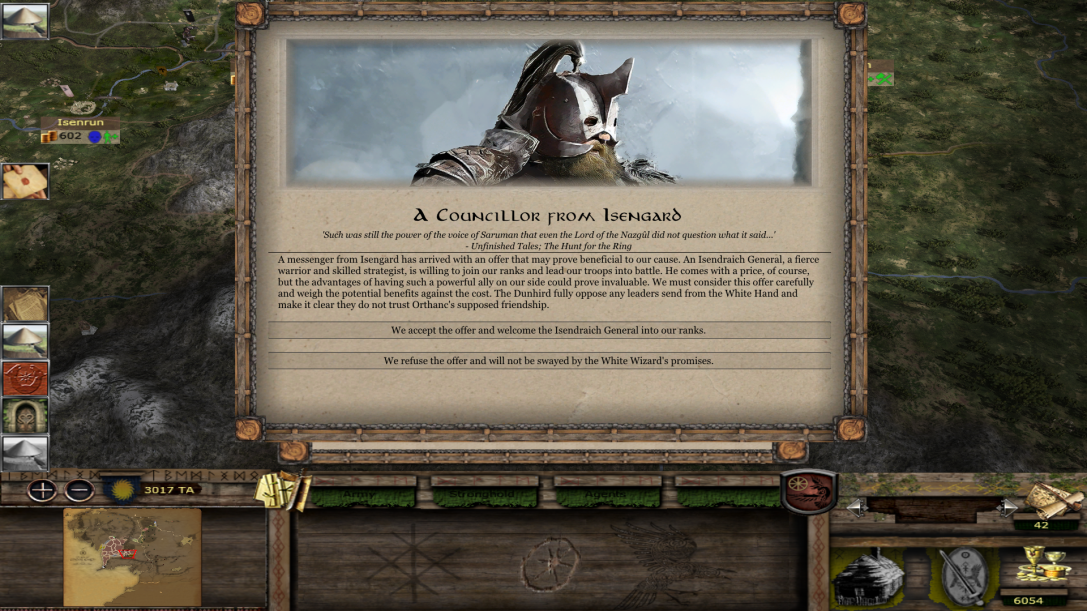 Isenrun
602
A Councillor from Isengard
'Such was still the power of the voice of Saruman that even the Lord of the Nazgûl did not question what it said...'
- Unfinished Tales; The Hunt for the Ring
A messenger from Isengard has arrived with an offer that may prove beneficial to our cause. An Isendraich General, a fierce
warrior and skilled strategist, is willing to join our ranks and lead our troops into battle. He comes with a price, of course,
but the advantages of having such a powerful ally on our side could prove invaluable. We must consider this offer carefully
and weigh the potential benefits against the cost. The Dunhird fully oppose any leaders send from the White Hand and
make it clear they do not trust Orthanc's supposed friendship.
We accept the offer and welcome the Isendraich General into our ranks.
We refuse the offer and will not be swayed by the White Wizard's promises.
3017 TA
Army
Stronghold
Agents
42
6054